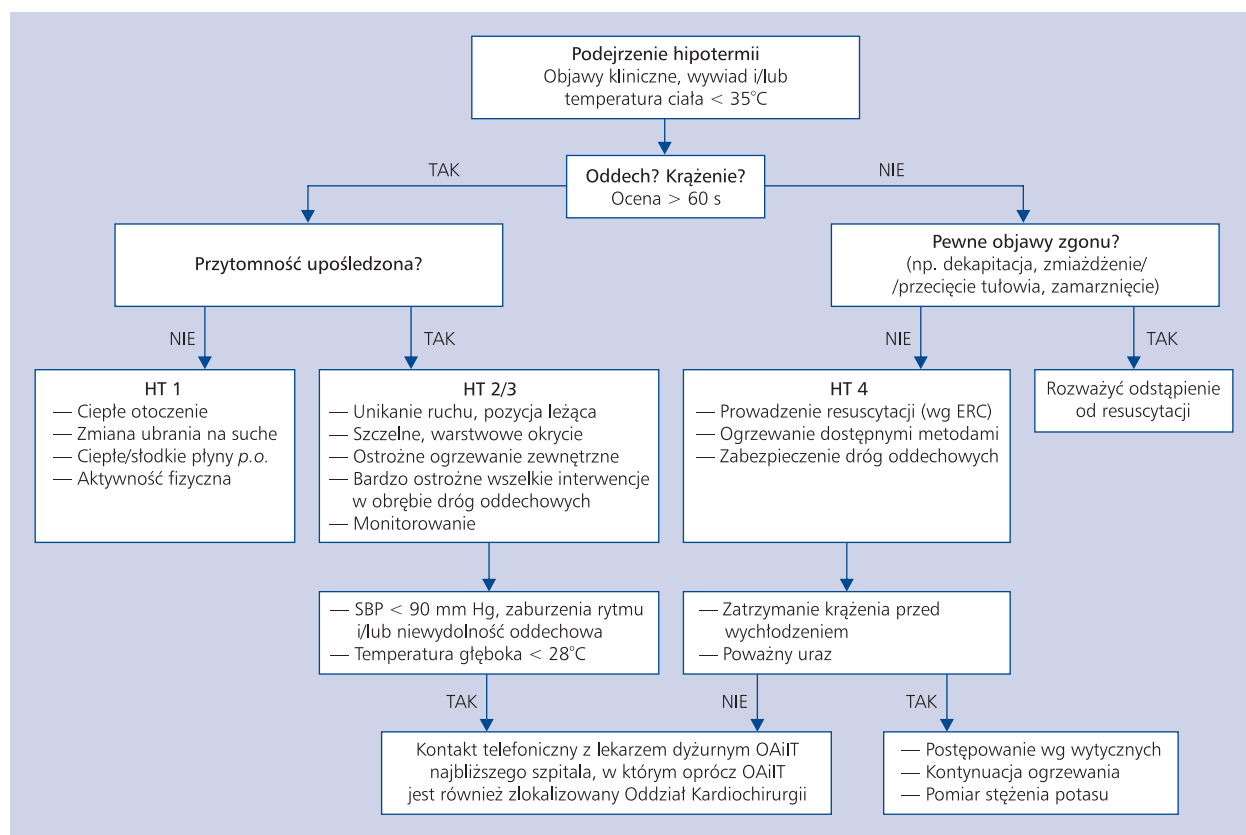 Podejrzenie hipotermii
Objawy kliniczne, wywiad i/lub
temperatura ciała < 35°C
TAK
Oddech? Krążenie?
Ocena > 60 s
NIE
Przytomność upośledzona?
Pewne objawy zgonu?
(np. dekapitacja, zmiażdżenie/
/przecięcie tułowia, zamarznięcie)
NIE
TAK
NIE
TAK
HT 1
— Ciepłe otoczenie
— Zmiana ubrania na suche
— Ciepłe/słodkie płyny p.o.
— Aktywność fizyczna
HT 2/3
— Unikanie ruchu, pozycja leżąca
— Szczelne, warstwowe okrycie
— Ostrożne ogrzewanie zewnętrzne
— Bardzo ostrożne wszelkie interwencje
w obrębie dróg oddechowych
— Monitorowanie
HT 4
— Prowadzenie resuscytacji (wg ERC)
— Ogrzewanie dostępnymi metodami
— Zabezpieczenie dróg oddechowych
Rozważyć odstąpienie
od resuscytacji
— SBP < 90 mm Hg, zaburzenia rytmu
i/lub niewydolność oddechowa
— Temperatura głęboka < 28°C
— Zatrzymanie krążenia przed
wychłodzeniem
— Poważny uraz
TAK
NIE
TAK
Kontakt telefoniczny z lekarzem dyżurnym OAiIT
najbliższego szpitala, w którym oprócz OAiIT
jest również zlokalizowany Oddział Kardiochirurgii
— Postępowanie wg wytycznych
— Kontynuacja ogrzewania
— Pomiar stężenia potasu